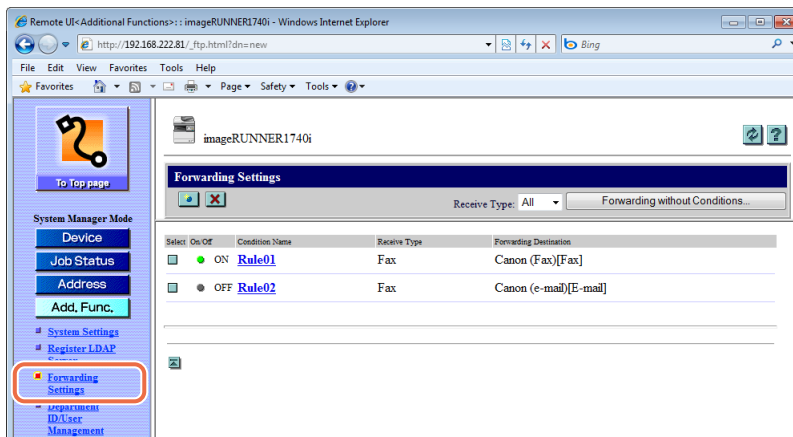 Remote UI<Additional Functions>: : imageRUNNER1740i - Windows Internet Explorer
http://192.168.222.81/_ftp.html?dn=new
Bing
File Edit View Favorites Tools Help
Favorites Page Safety Tools
imageRUNNER1740i
To Top page
Forwarding Settings
Receive Type: All Forwarding without Conditions...
System Manager Mode
Device
Job Status
Address
Add. Func.
Select On/Off Condition Name Receive Type Forwarding Destination
ON Rule01 Fax Canon (Fax)[Fax]
OFF Rule02 Fax Canon (e-mail)[E-mail]
System Settings
Register LDAP
Server
Forwarding
Settings
Department
ID/User
Management